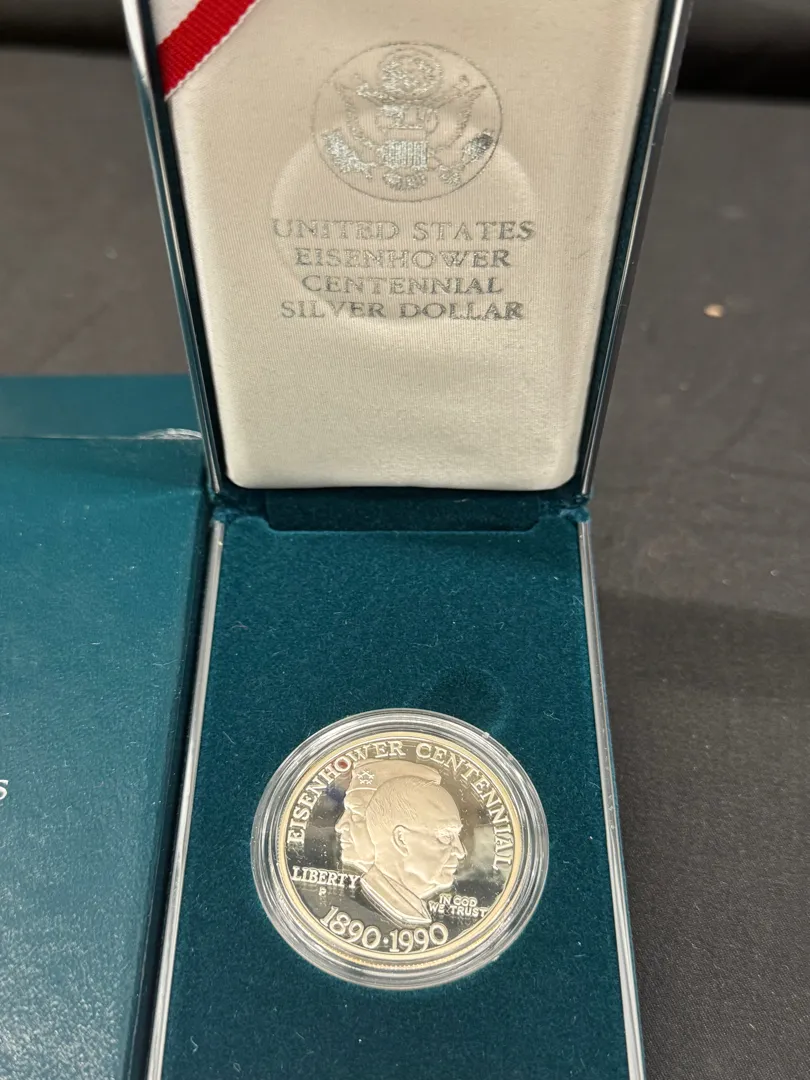 UNITED STATES
EISENHOWER
CENTENNIAL
SILVER DOLLAR
EISENHOWER CENTENNIAL
LIBERTY
P
IN GOD
WE TRUST
1890·1990